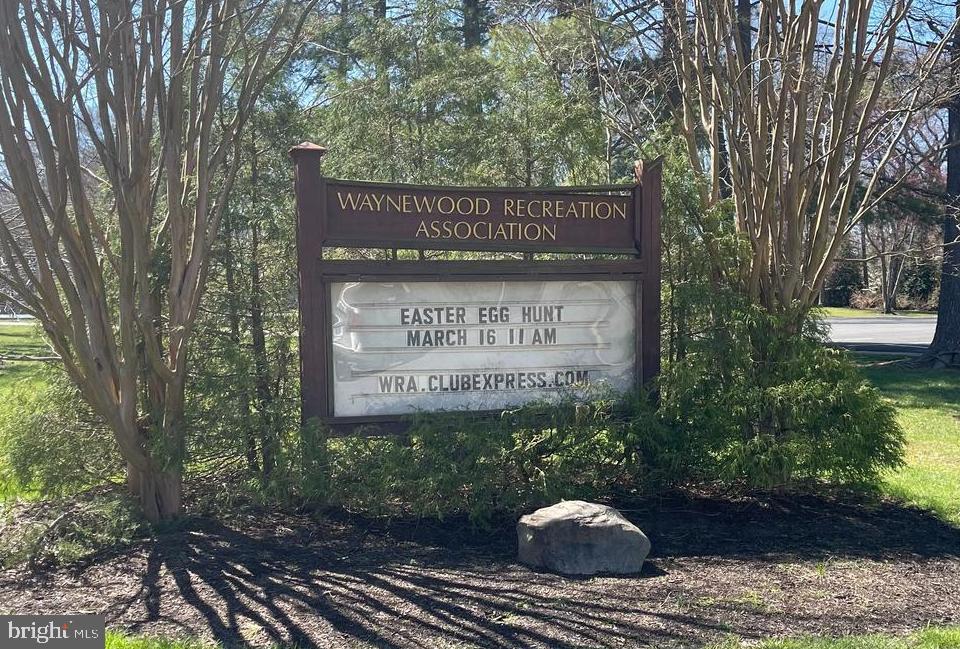 WAYNEWOOD RECREATION
ASSOCIATION
EASTER EGG HUNT
MARCH 16 11 AM
WRA.CLUBEXPRESS.COM
bright MLS